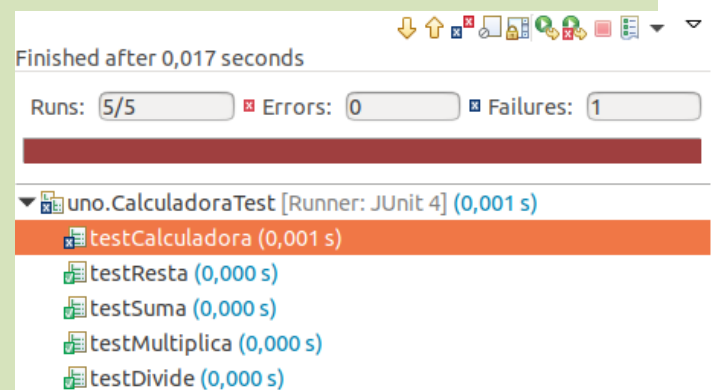 Finished after 0,017 seconds
Runs: 5/5 Errors: 0 Failures: 1
uno.CalculadoraTest [Runner: JUnit 4] (0,001 s)
testCalculadora (0,001 s)
testResta (0,000 s)
testSuma (0,000 s)
testMultiplica (0,000 s)
testDivide (0,000 s)